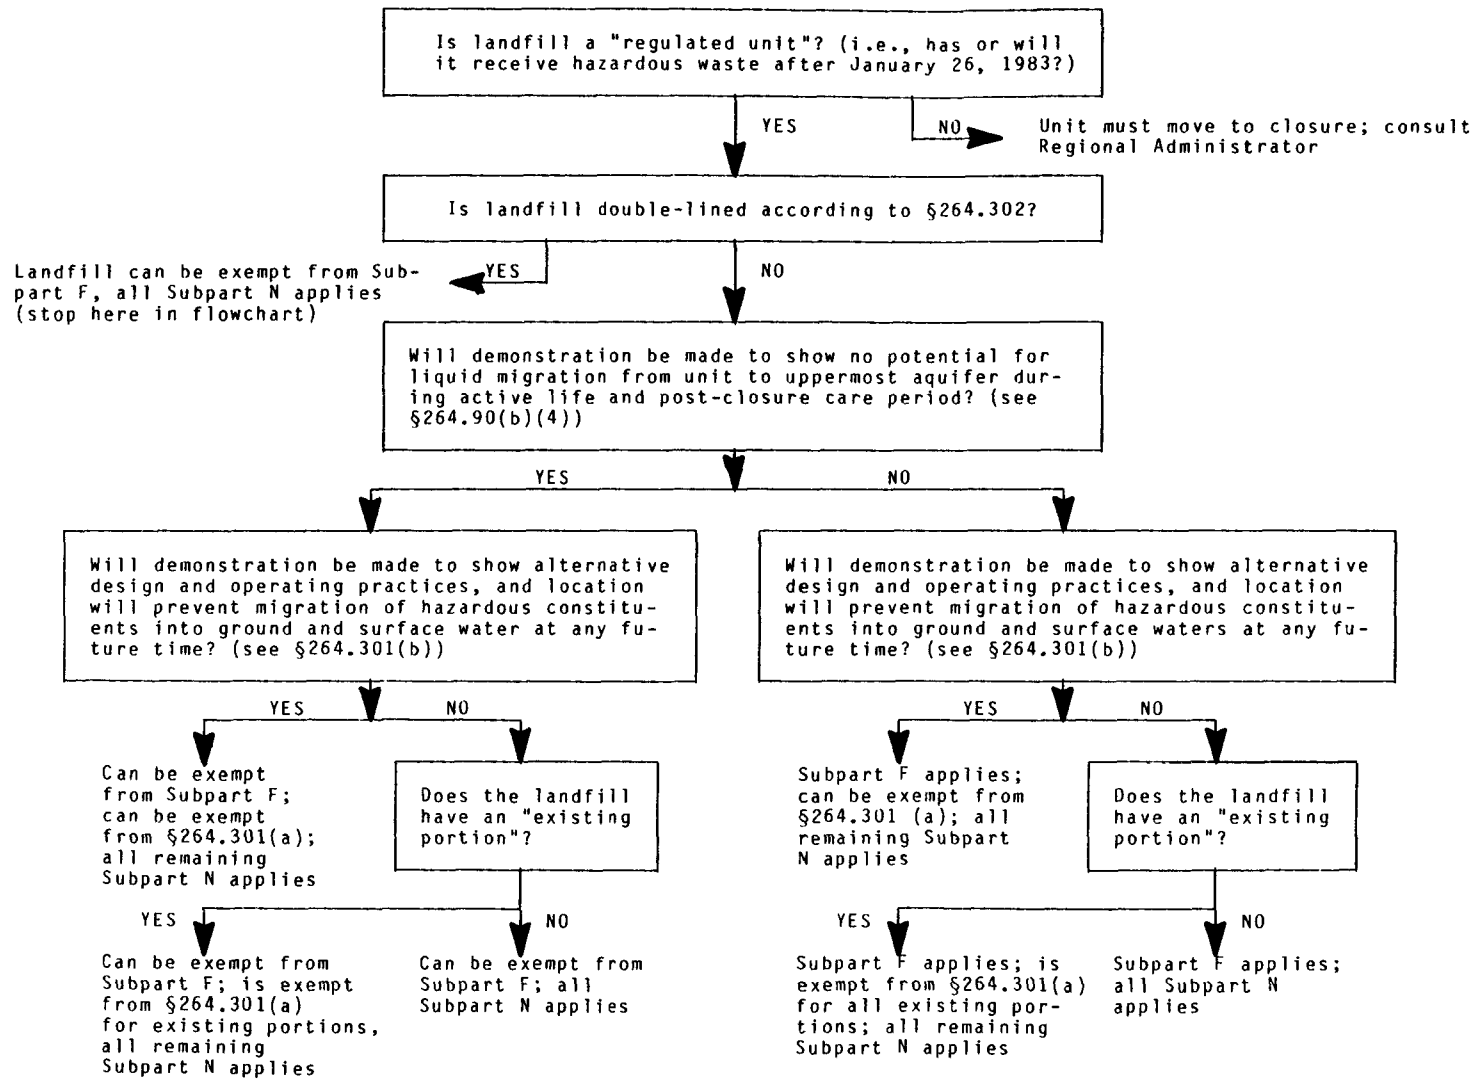 Is landfill a "regulated unit"? (i.e., has or will
it receive hazardous waste after January 26, 1983?)
YES
NO
Unit must move to closure; consult
Regional Administrator
Is landfill double-lined according to §264.302?
Landfill can be exempt from Sub-
part F, all Subpart N applies
(stop here in flowchart)
YES
NO
Will demonstration be made to show no potential for
liquid migration from unit to uppermost aquifer dur-
ing active life and post-closure care period? (see
§264.90(b)(4))
YES
NO
Will demonstration be made to show alternative
design and operating practices, and location
will prevent migration of hazardous constitu-
ents into ground and surface water at any fu-
ture time? (see §264.301(b))
Will demonstration be made to show alternative
design and operating practices, and location
will prevent migration of hazardous constitu-
ents into ground and surface waters at any fu-
ture time? (see §264.301(b))
YES
NO
YES
NO
Can be exempt
from Subpart F;
can be exempt
from §264.301(a);
all remaining
Subpart N applies
Does the landfill
have an "existing
portion"?
Subpart F applies;
can be exempt from
§264.301 (a); all
remaining Subpart
N applies
Does the landfill
have an "existing
portion"?
YES
NO
YES
NO
Can be exempt from
Subpart F; is exempt
from §264.301(a)
for existing portions,
all remaining
Subpart N applies
Can be exempt from
Subpart F; all
Subpart N applies
Subpart F applies; is
exempt from §264.301(a)
for all existing por-
tions; all remaining
Subpart N applies
Subpart F applies;
all Subpart N
applies